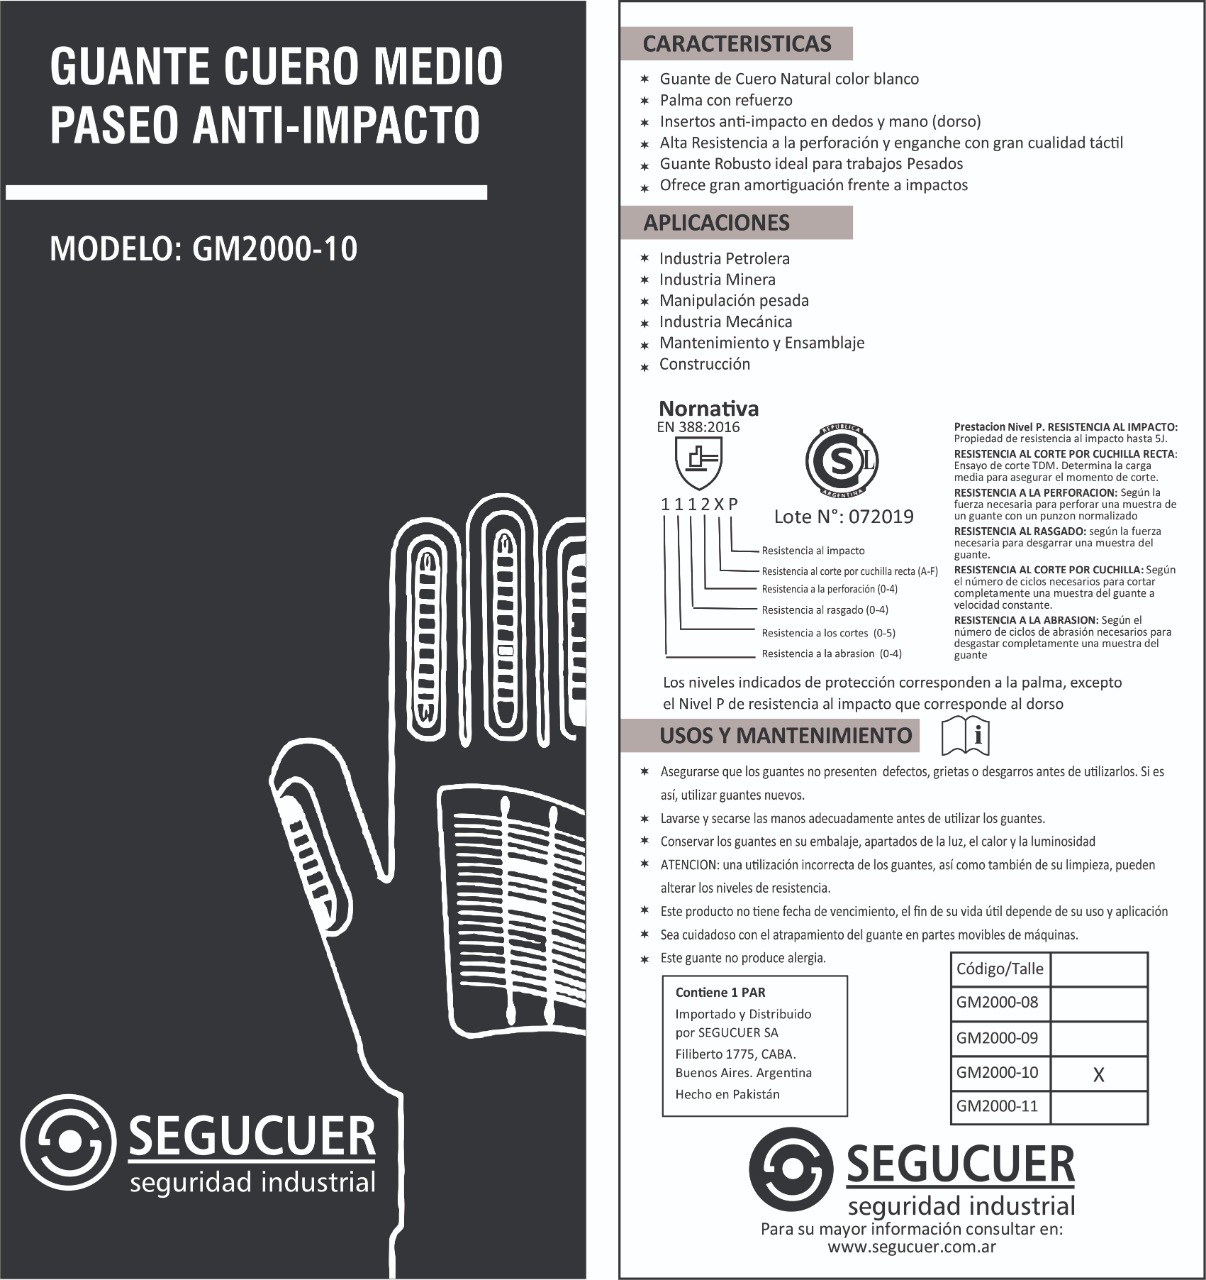 GUANTE CUERO MEDIO
PASEO ANTI-IMPACTO
MODELO: GM2000-10
SEGUCUER
seguridad industrial
CARACTERISTICAS
Guante de Cuero Natural color blanco
Palma con refuerzo
Insertos anti-impacto en dedos y mano (dorso)
Alta Resistencia a la perforación y enganche con gran cualidad táctil
Guante Robusto ideal para trabajos Pesados
Ofrece gran amortiguación frente a impactos
APLICACIONES
Industria Petrolera
Industria Minera
Manipulación pesada
Industria Mecánica
Mantenimiento y Ensamblaje
Construcción
Nornativa
EN 388:2016
1 1 1 2 X P
REPUBLICA
S
L
ARGENTINA
Lote N°: 072019
Resistencia al impacto
Resistencia al corte por cuchilla recta (A-F)
Resistencia a la perforación (0-4)
Resistencia al rasgado (0-4)
Resistencia a los cortes (0-5)
Resistencia a la abrasion (0-4)
Prestacion Nivel P. RESISTENCIA AL IMPACTO:
Propiedad de resistencia al impacto hasta 5J.
RESISTENCIA AL CORTE POR CUCHILLA RECTA:
Ensayo de corte TDM. Determina la carga
media para asegurar el momento de corte.
RESISTENCIA A LA PERFORACION: Según la
fuerza necesaria para perforar una muestra de
un guante con un punzon normalizado
RESISTENCIA AL RASGADO: según la fuerza
necesaria para desgarrar una muestra del
guante.
RESISTENCIA AL CORTE POR CUCHILLA: Según
el número de ciclos necesarios para cortar
completamente una muestra del guante a
velocidad constante.
RESISTENCIA A LA ABRASION: Según el
número de ciclos de abrasión necesarios para
desgastar completamente una muestra del
guante
Los niveles indicados de protección corresponden a la palma, excepto
el Nivel P de resistencia al impacto que corresponde al dorso
USOS Y MANTENIMIENTO
i
Asegurarse que los guantes no presenten defectos, grietas o desgarros antes de utilizarlos. Si es
así, utilizar guantes nuevos.
Lavarse y secarse las manos adecuadamente antes de utilizar los guantes.
Conservar los guantes en su embalaje, apartados de la luz, el calor y la luminosidad
ATENCION: una utilización incorrecta de los guantes, así como también de su limpieza, pueden
alterar los niveles de resistencia.
Este producto no tiene fecha de vencimiento, el fin de su vida útil depende de su uso y aplicación
Sea cuidadoso con el atrapamiento del guante en partes movibles de máquinas.
Este guante no produce alergia.
Contiene 1 PAR
Importado y Distribuido
por SEGUCUER SA
Filiberto 1775, CABA.
Buenos Aires. Argentina
Hecho en Pakistán
Código/Talle
GM2000-08
GM2000-09
GM2000-10 X
GM2000-11
SEGUCUER
seguridad industrial
Para su mayor información consultar en:
www.segucuer.com.ar